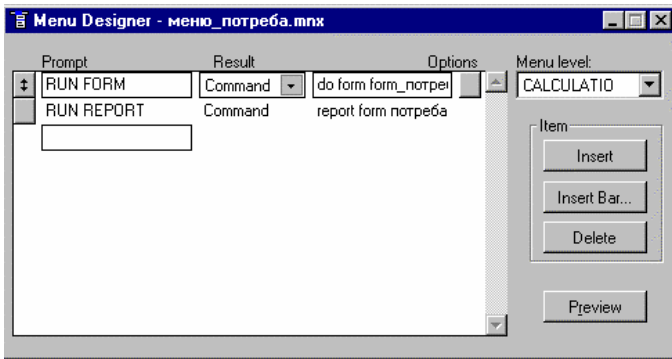 Menu Designer - меню_потреба.mnx
Prompt Result Options Menu level:
RUN FORM Command do form form_потре CALCULATIO
RUN REPORT Command report form потреба
Item
Insert
Insert Bar...
Delete
Preview